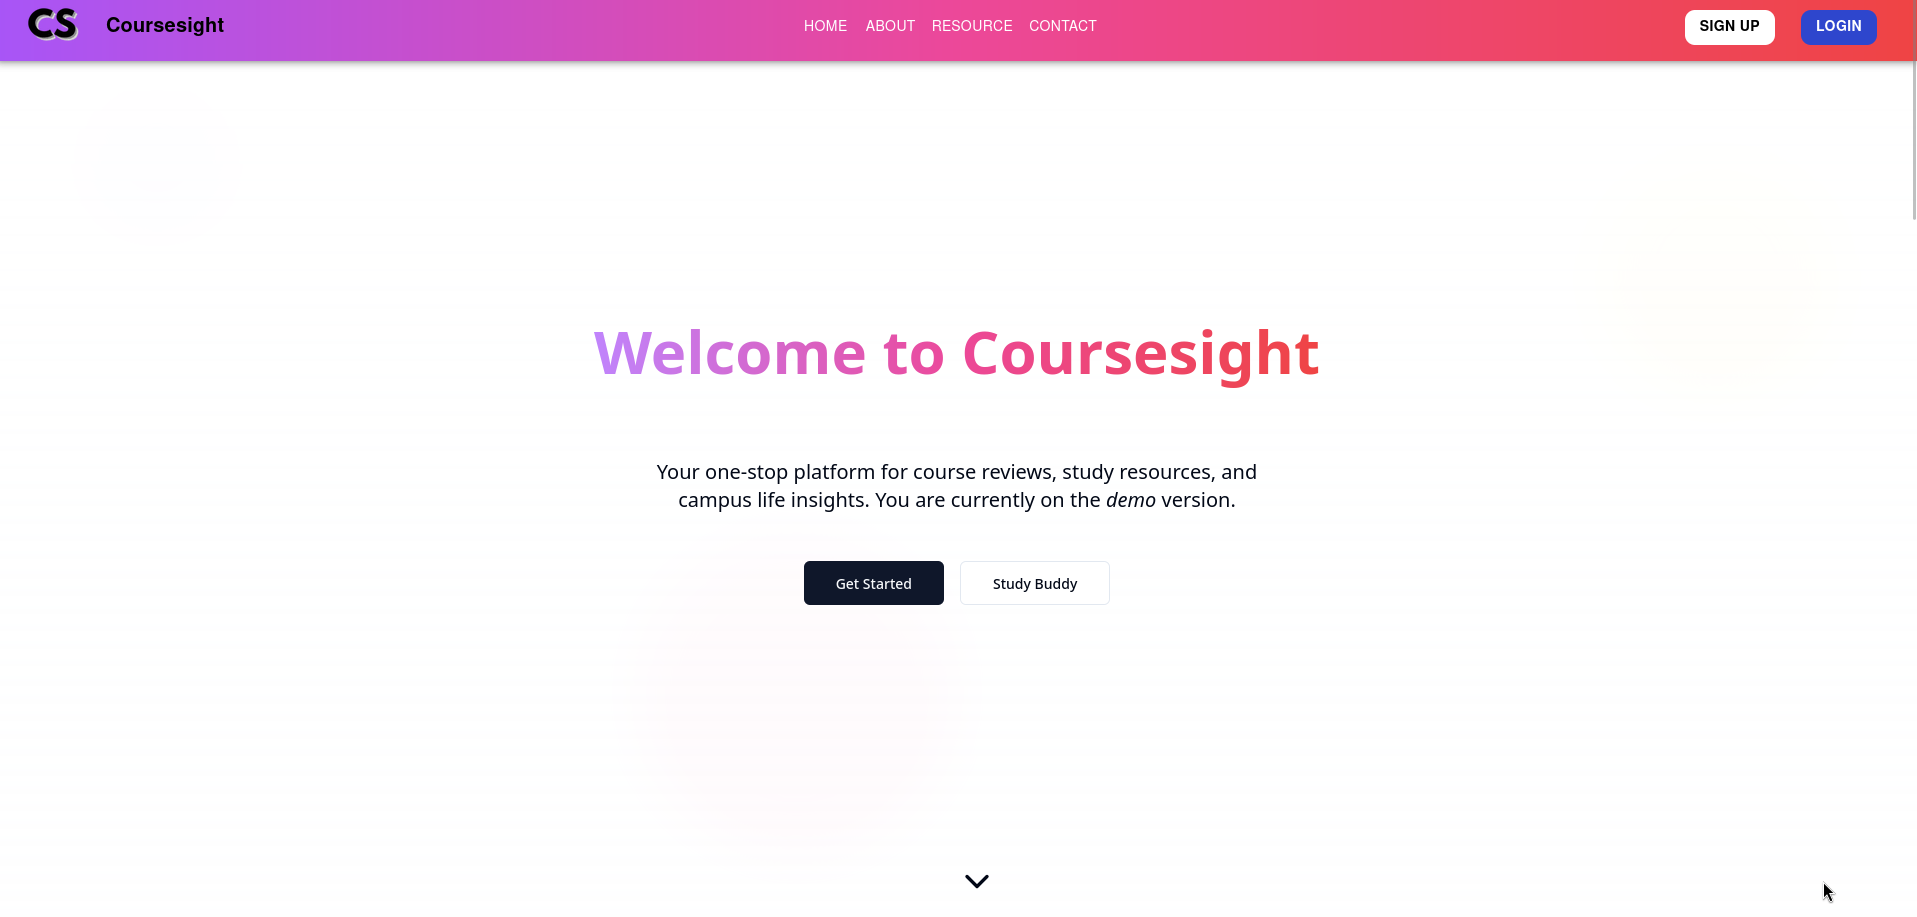 CS Coursesight HOME ABOUT RESOURCE CONTACT SIGN UP LOGIN
Welcome to Coursesight
Your one-stop platform for course reviews, study resources, and
campus life insights. You are currently on the demo version.
Get Started Study Buddy